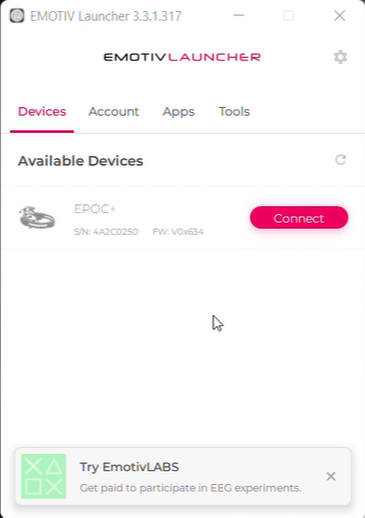 EMOTIV Launcher 3.3.1.317
EMOTIVLAUNCHER
Devices Account Apps Tools
Available Devices
EPOC+
Connect
S/N: 4A2C0250 FW: V0x634
Try EmotivLABS
Get paid to participate in EEG experiments.